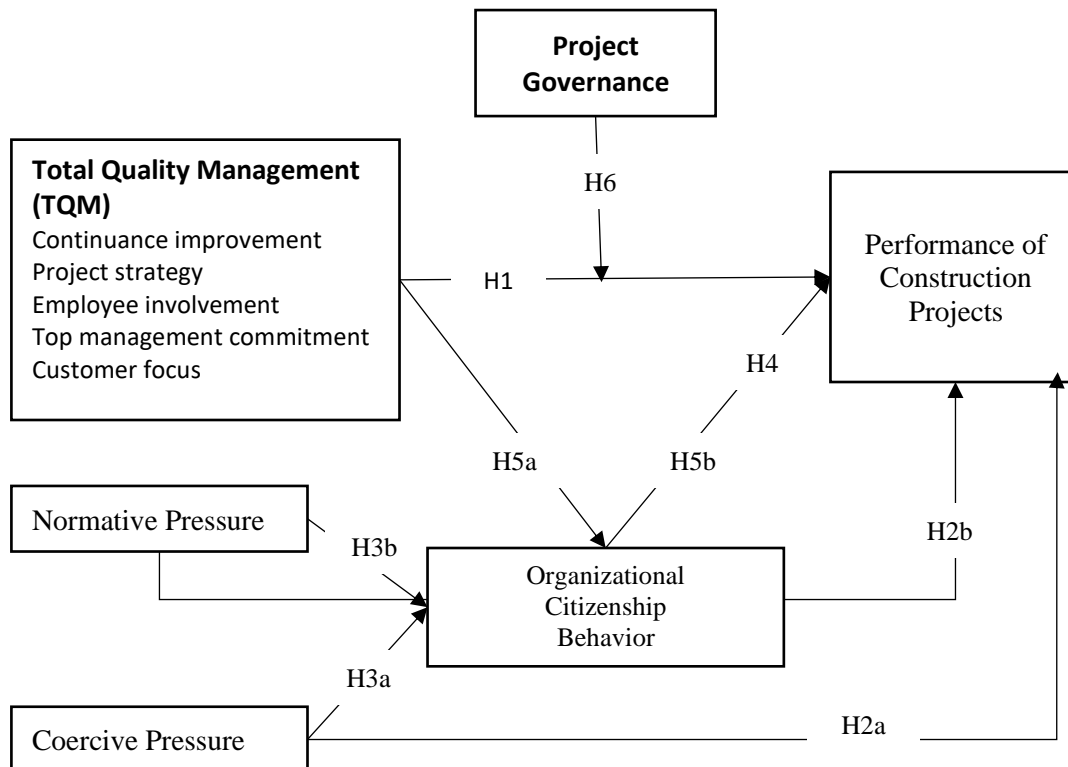 Project
Governance
Total Quality Management
(TQM)
Continuance improvement
Project strategy
Employee involvement
Top management commitment
Customer focus
H6
H1
Performance of
Construction
Projects
H4
H5a
H5b
Normative Pressure
H3b
H2b
Organizational
Citizenship
Behavior
H3a
Coercive Pressure
H2a